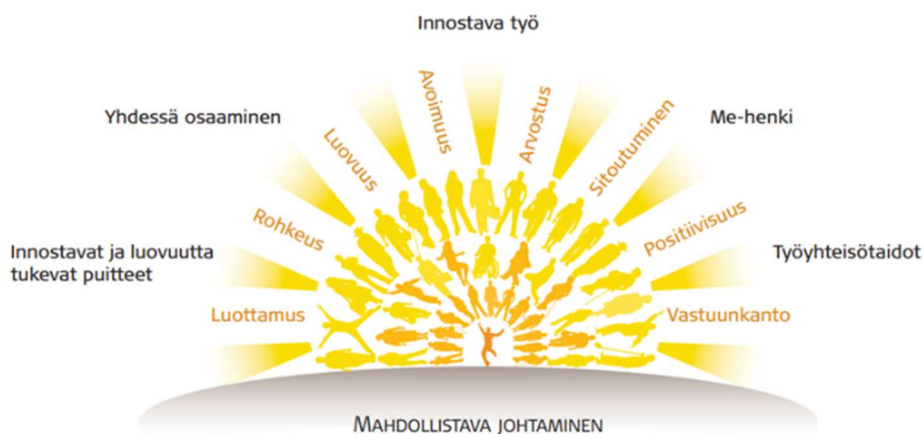 Innostava työ
Yhdessä osaaminen
Me-henki
Innostavat ja luovuutta
tukevat puitteet
Työyhteisötaidot
Luottamus
Rohkeus
Luovuus
Avoimuus
Arvostus
Sitoutuminen
Positiivisuus
Vastuunkanto
MAHDOLLISTAVA JOHTAMINEN